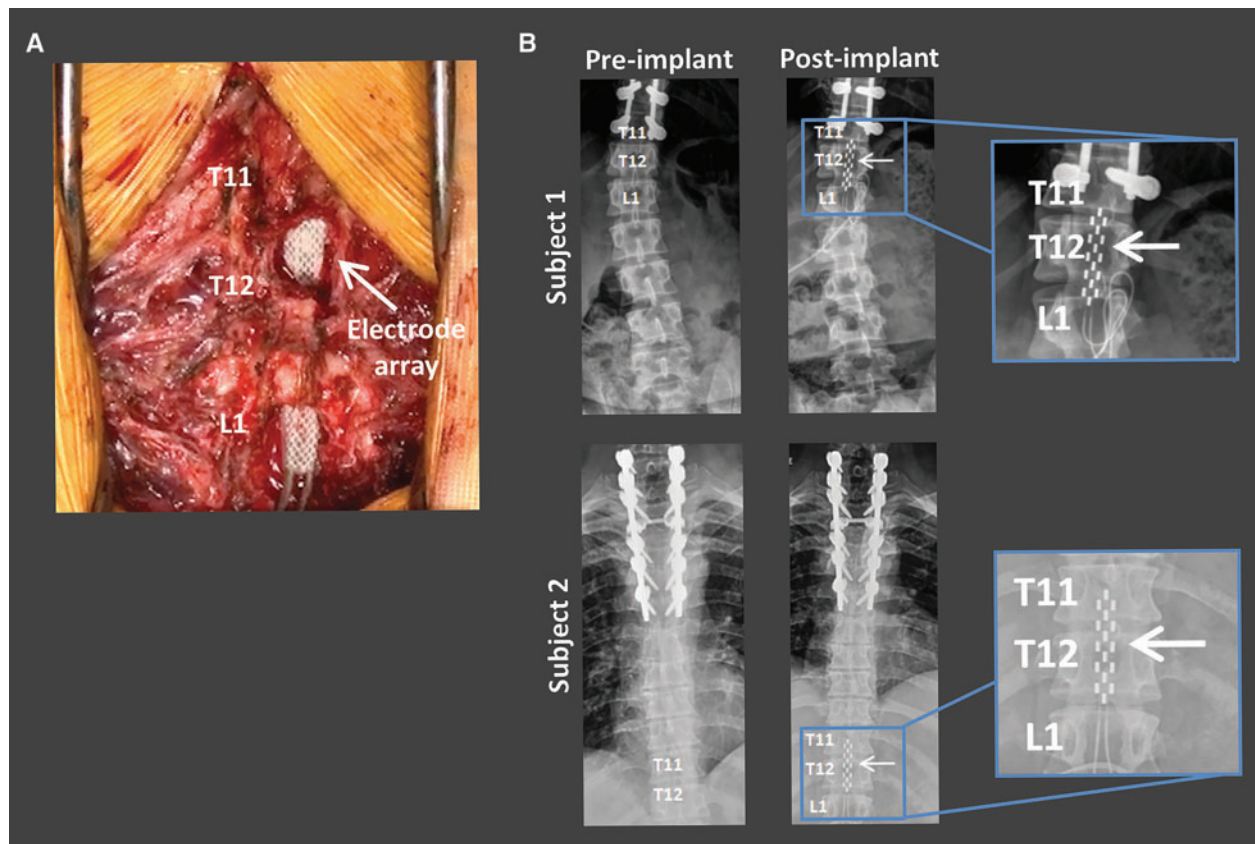 A
T11
T12
Electrode
array
L1
B
Pre-implant
Post-implant
Subject 1
T11
T12
L1
T11
T12
L1
T11
T12
L1
Subject 2
T11
T12
T11
T12
L1
T11
T12
L1